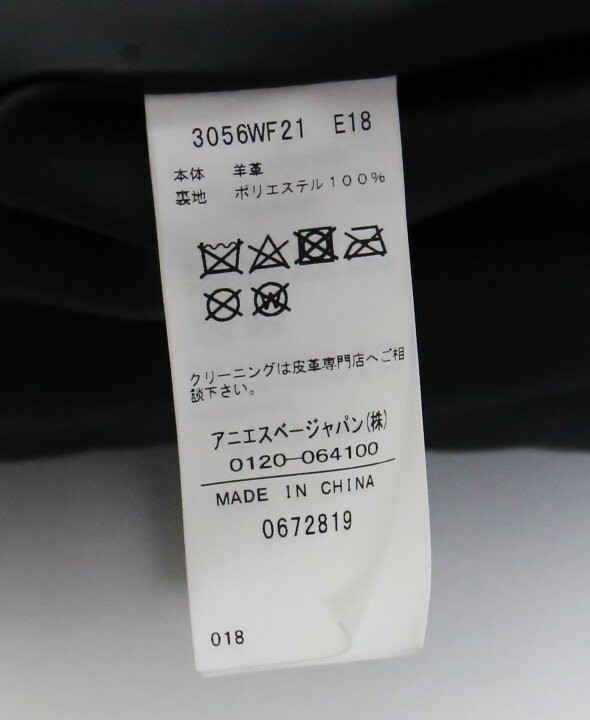 3056WF21 E18
本体 羊革
裏地 ポリエステル100%
W
クリーニングは皮革専門店へご相
談下さい。
アニエスベージャパン(株)
0120-064100
MADE IN CHINA
0672819
018